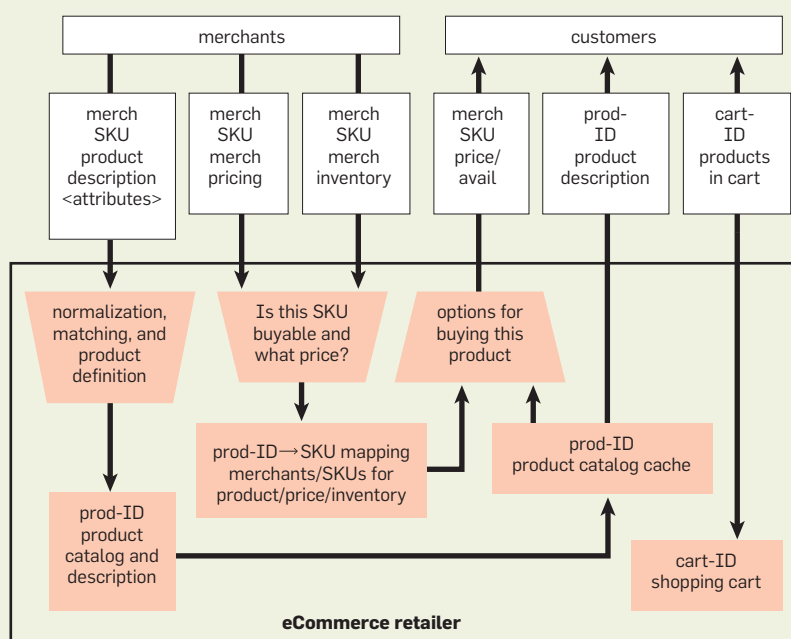 merchants
customers
merch
SKU
product
description
<attributes>
merch
SKU
merch
pricing
merch
SKU
merch
inventory
merch
SKU
price/
avail
prod-
ID
product
description
cart-
ID
products
in cart
normalization,
matching, and
product
definition
Is this SKU
buyable and
what price?
options for
buying this
product
prod-ID→SKU mapping
merchants/SKUs for
product/price/inventory
prod-ID
product catalog cache
prod-ID
product
catalog and
description
cart-ID
shopping cart
eCommerce retailer